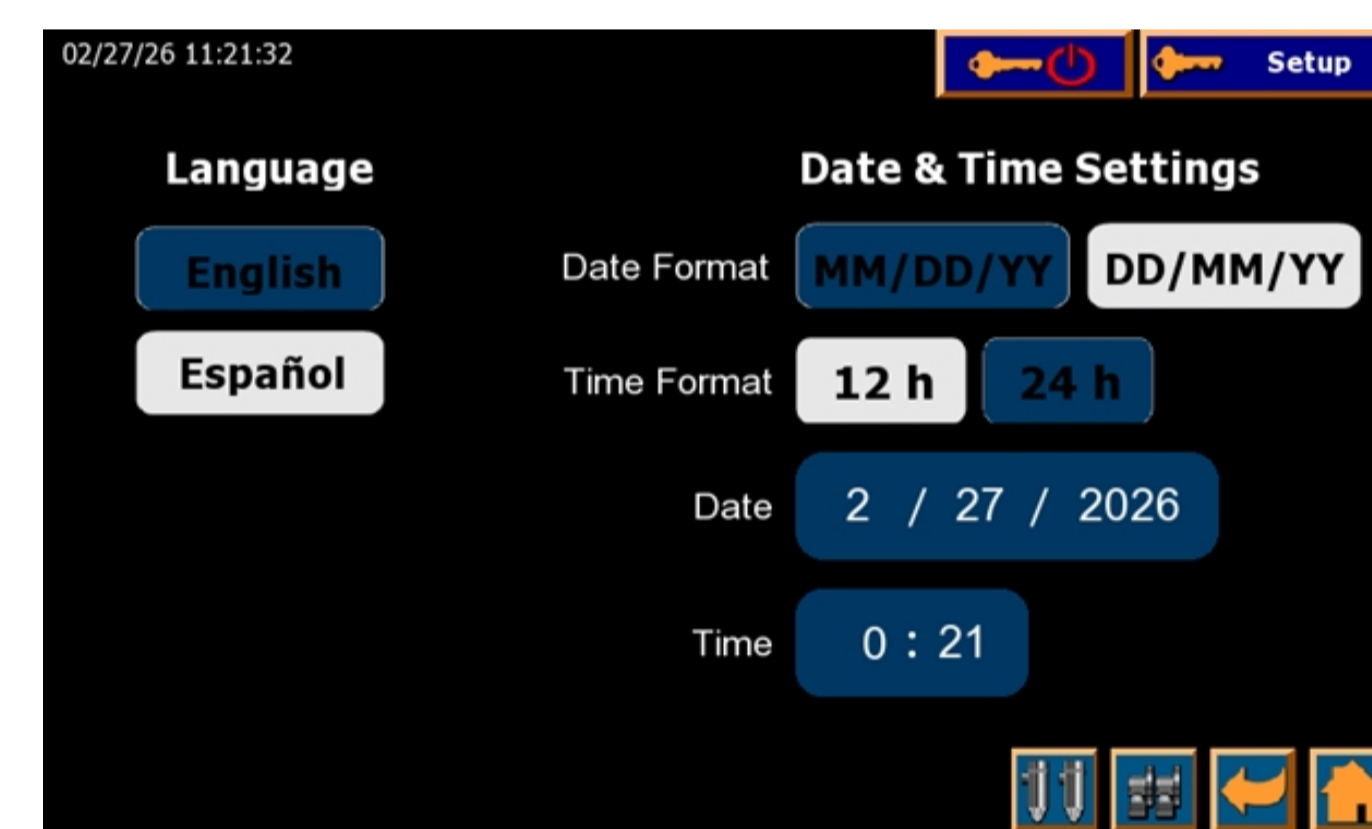 02/27/26 11:21:32
Setup
Language
English
Español
Date & Time Settings
Date Format MM/DD/YY DD/MM/YY
Time Format 12 h 24 h
Date 2 / 27 / 2026
Time 0 : 21